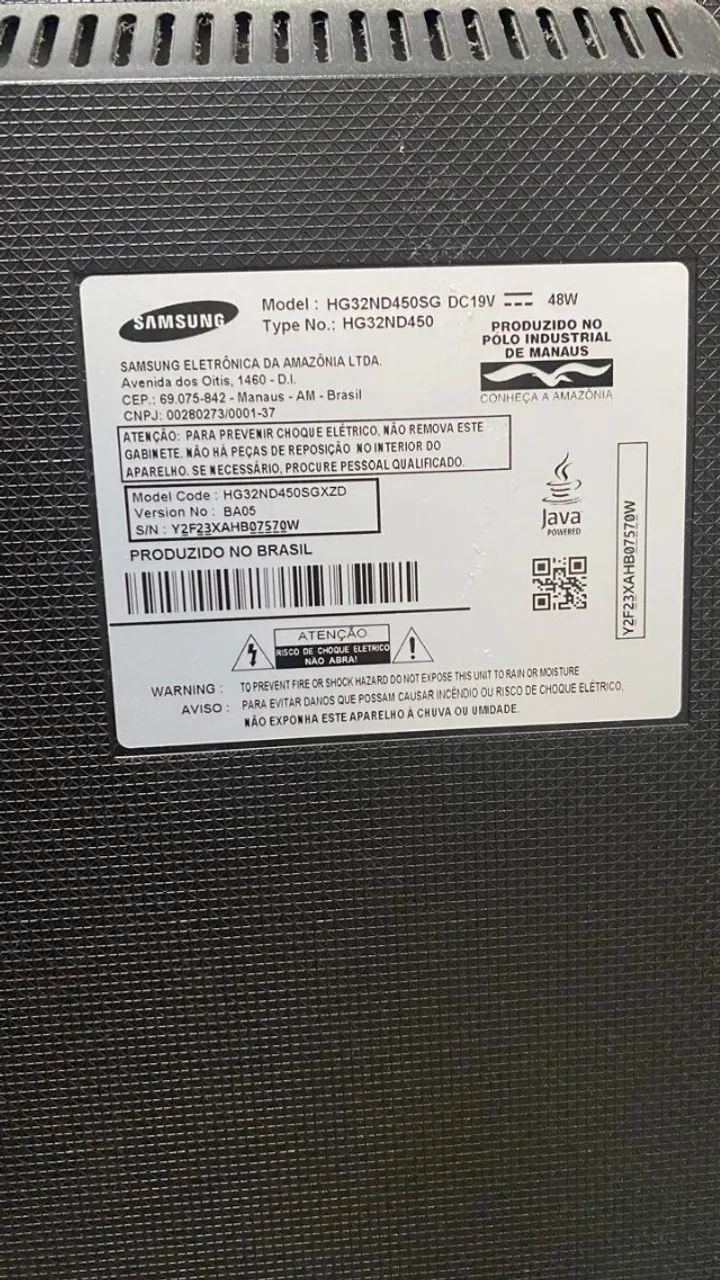 SAMSUNG
Model : HG32ND450SG DC19V 48W
Type No.: HG32ND450
PRODUZIDO NO
PÓLO INDUSTRIAL
DE MANAUS
CONHEÇA A AMAZÔNIA
SAMSUNG ELETRÔNICA DA AMAZÔNIA LTDA.
Avenida dos Oitis, 1460 - D.I.
CEP.: 69.075-842 - Manaus - AM - Brasil
CNPJ: 00280273/0001-37
ATENÇÃO: PARA PREVENIR CHOQUE ELÉTRICO, NÃO REMOVA ESTE
GABINETE. NÃO HÁ PEÇAS DE REPOSIÇÃO NO INTERIOR DO
APARELHO. SE NECESSÁRIO, PROCURE PESSOAL QUALIFICADO.
Model Code : HG32ND450SGXZD
Version No : BA05
S/N : Y2F23XAHB07570W
PRODUZIDO NO BRASIL
Java
POWERED
Y2F23XAHB07570W
ATENÇÃO
RISCO DE CHOQUE ELETRICO
NÃO ABRA!
WARNING : TO PREVENT FIRE OR SHOCK HAZARD DO NOT EXPOSE THIS UNIT TO RAIN OR MOISTURE
AVISO : PARA EVITAR DANOS QUE POSSAM CAUSAR INCÊNDIO OU RISCO DE CHOQUE ELÉTRICO,
NÃO EXPONHA ESTE APARELHO À CHUVA OU UMIDADE.